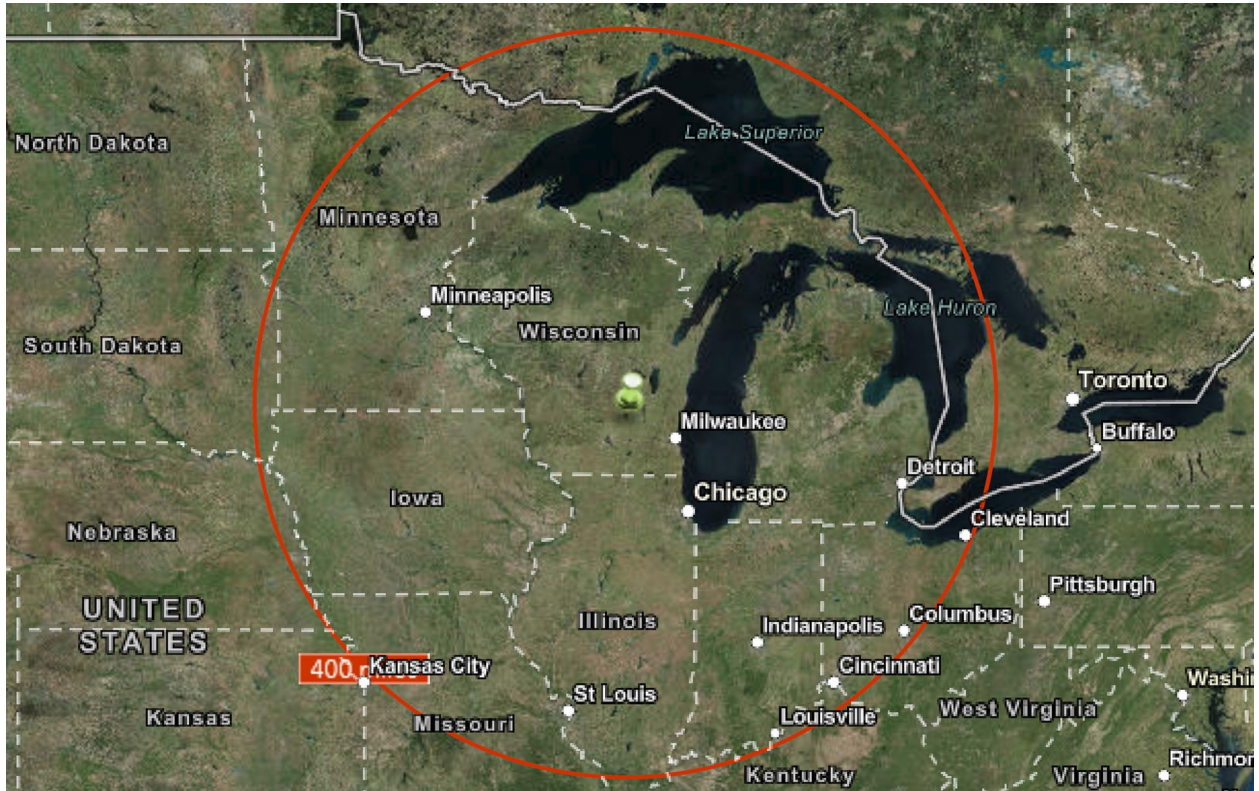 North Dakota
Lake Superior
Minnesota
Minneapolis
Lake Huron
Wisconsin
South Dakota
Toronto
Milwaukee
Buffalo
Detroit
Chicago
Iowa
Cleveland
Nebraska
Pittsburgh
UNITED
STATES
Illinois
Columbus
Indianapolis
400
Kansas City
Cincinnati
St Louis
Kansas
Missouri
Louisville
West Virginia
Washin
Richmon
Kentucky
Virginia